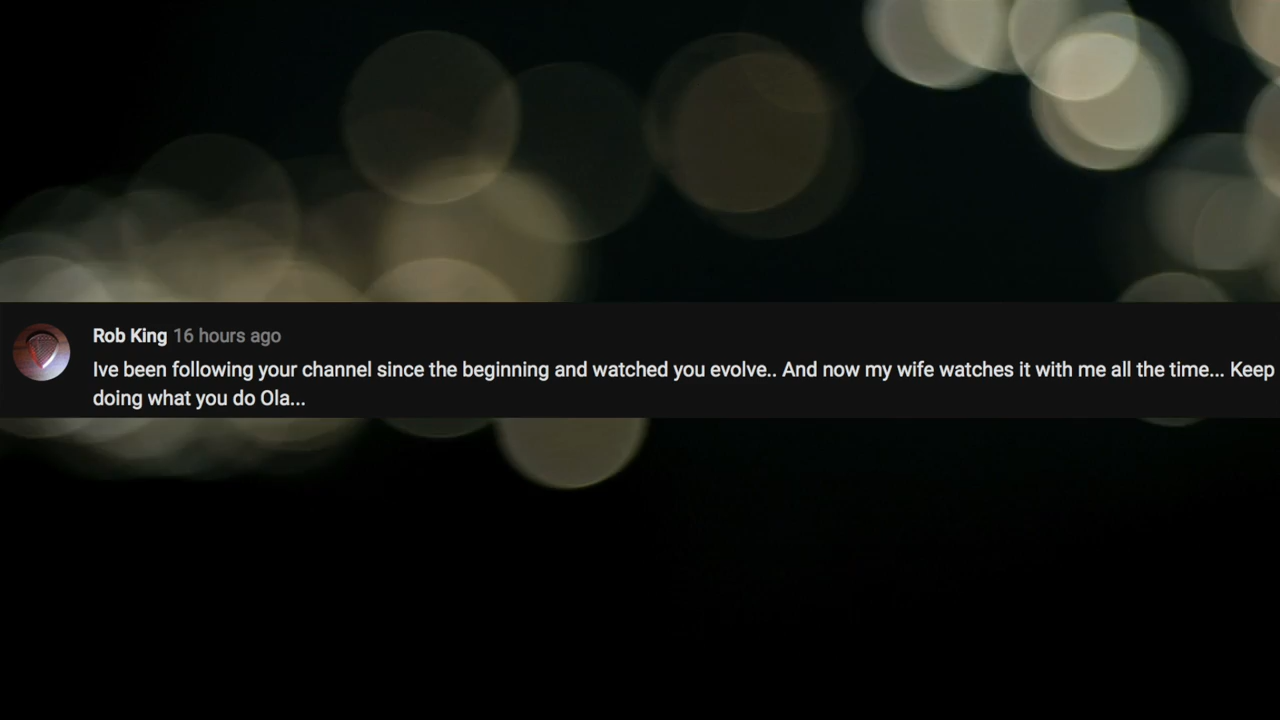 Rob King 16 hours ago
Ive been following your channel since the beginning and watched you evolve.. And now my wife watches it with me all the time... Keep
doing what you do Ola...